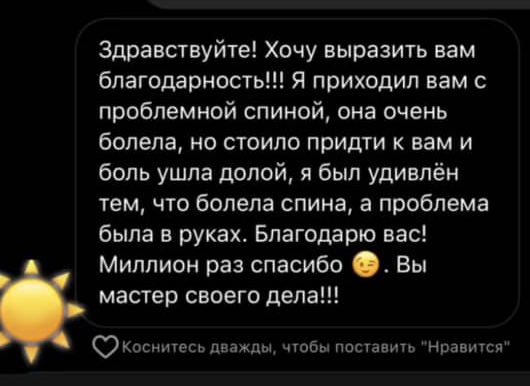 Здравствуйте! Хочу выразить вам
благодарность!!! Я приходил вам с
проблемной спиной, она очень
болела, но стоило придти к вам и
боль ушла долой, я был удивлён
тем, что болела спина, а проблема
была в руках. Благодарю вас!
Миллион раз спасибо 😉. Вы
мастер своего дела!!!
Коснитесь дважды, чтобы поставить "Нравится"